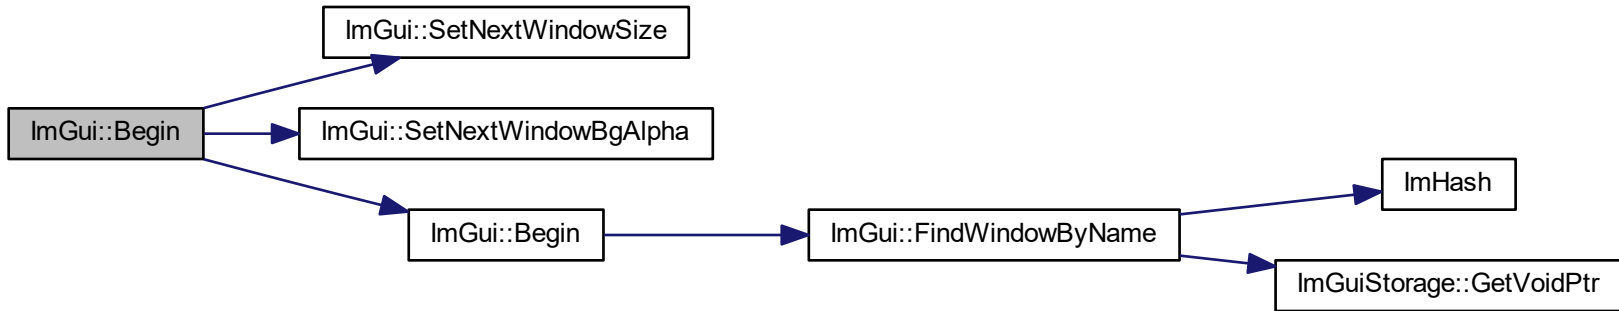 ImGui::SetNextWindowSize
ImGui::Begin
ImGui::SetNextWindowBgAlpha
ImGui::Begin
ImGui::FindWindowByName
ImHash
ImGuiStorage::GetVoidPtr